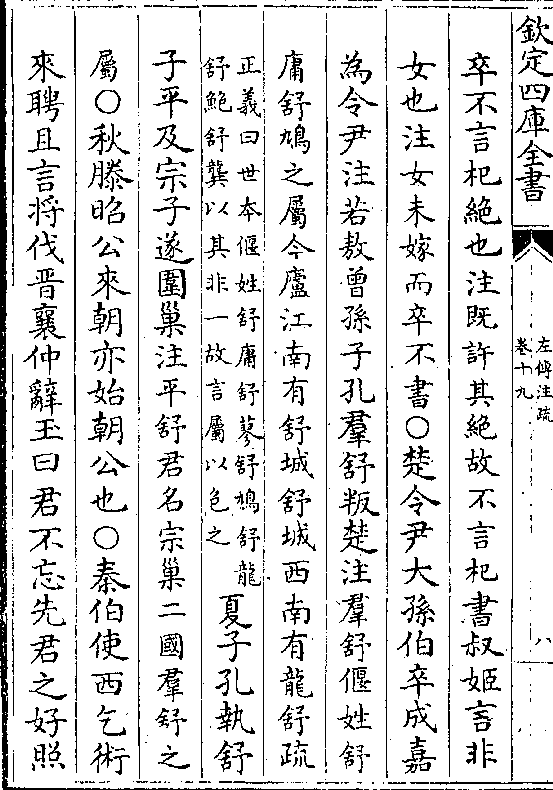 欽定四庫全書
左傳注疏
卷十九
八
卒不言杞絶也注既許其絶故不言杞書叔姬言非
女也注女未嫁而卒不書〇楚令尹大孫伯卒成嘉
為令尹注若敖曾孫子孔羣舒叛楚注羣舒偃姓舒
庸舒鳩之屬今廬江南有舒城舒城西南有龍舒疏
正義曰世本偃姓舒庸舒蓼舒鳩舒龍
舒鮑舒龔以其非一故言屬以包之
夏子孔執舒
子平及宗子遂圍巢注平舒君名宗巢二國羣舒之
屬〇秋滕昭公來朝亦始朝公也〇秦伯使西乞術
來聘且言将伐晋襄仲辭玉曰君不忘先君之好照